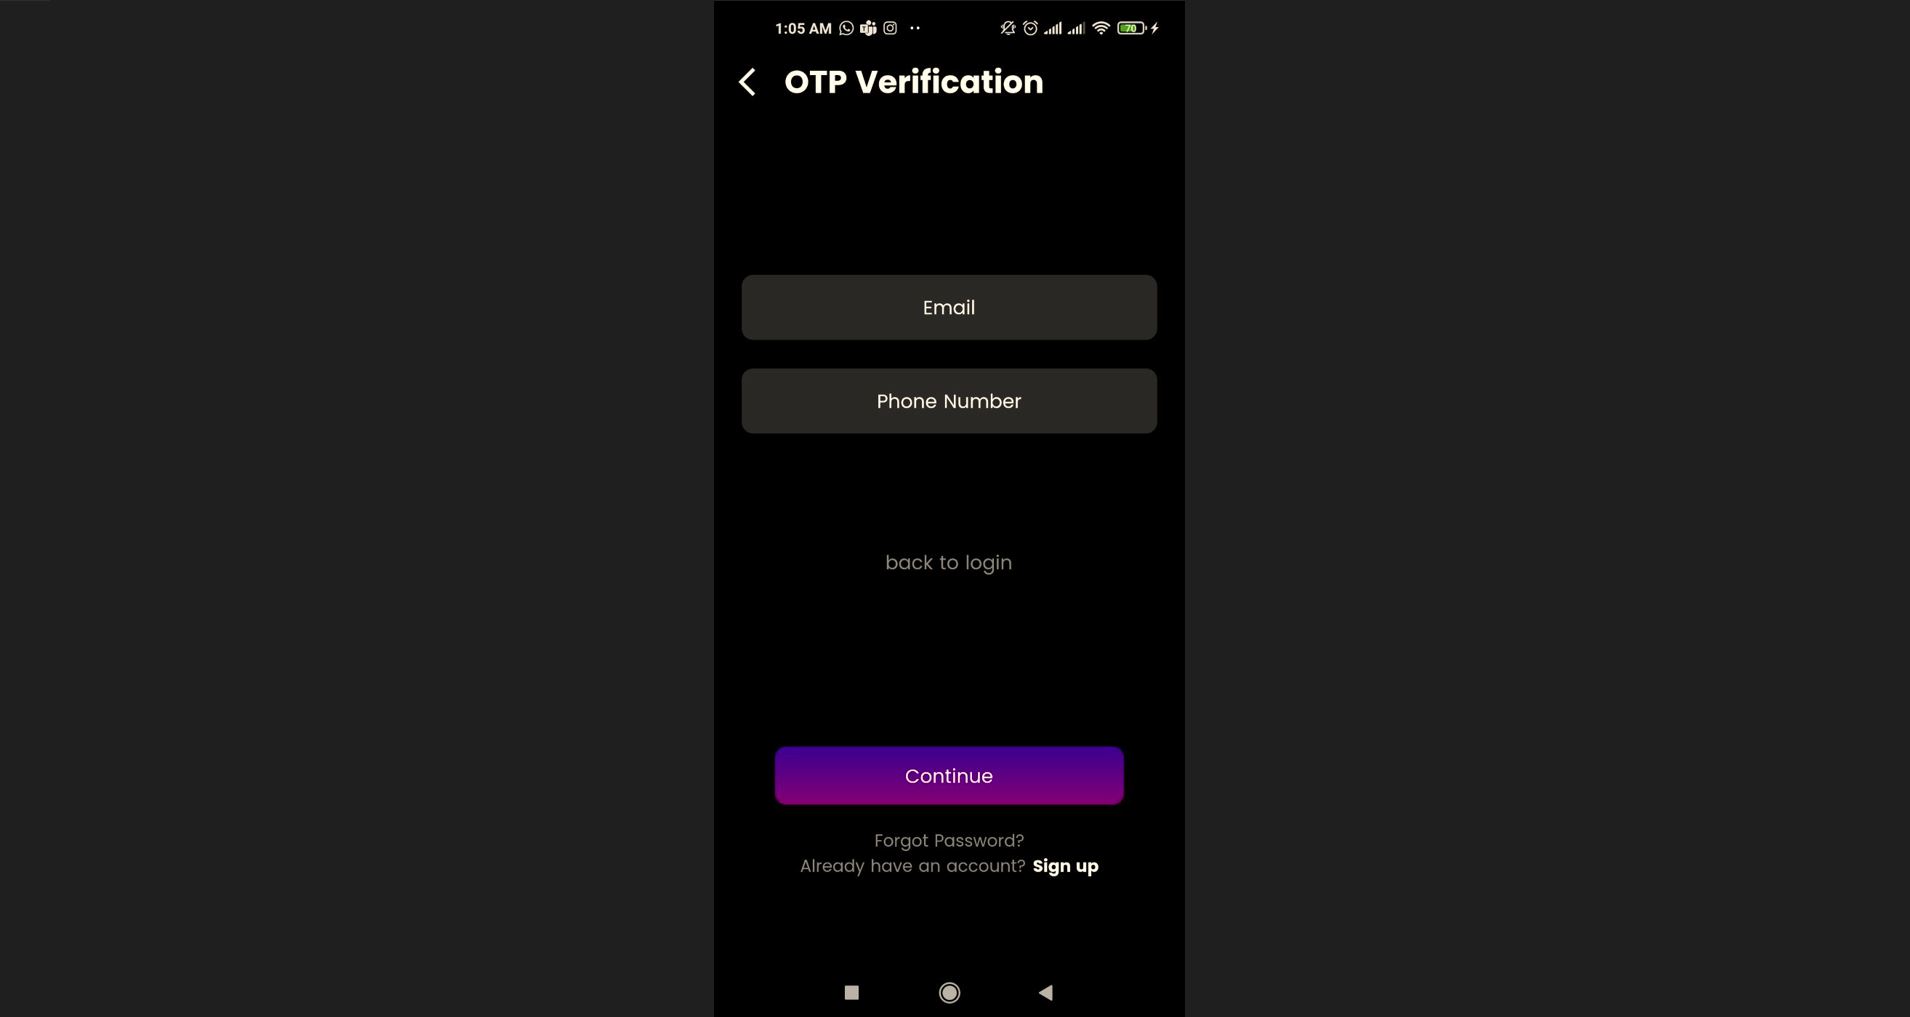 1:05 AM
70
OTP Verification
Email
Phone Number
back to login
Continue
Forgot Password?
Already have an account? Sign up